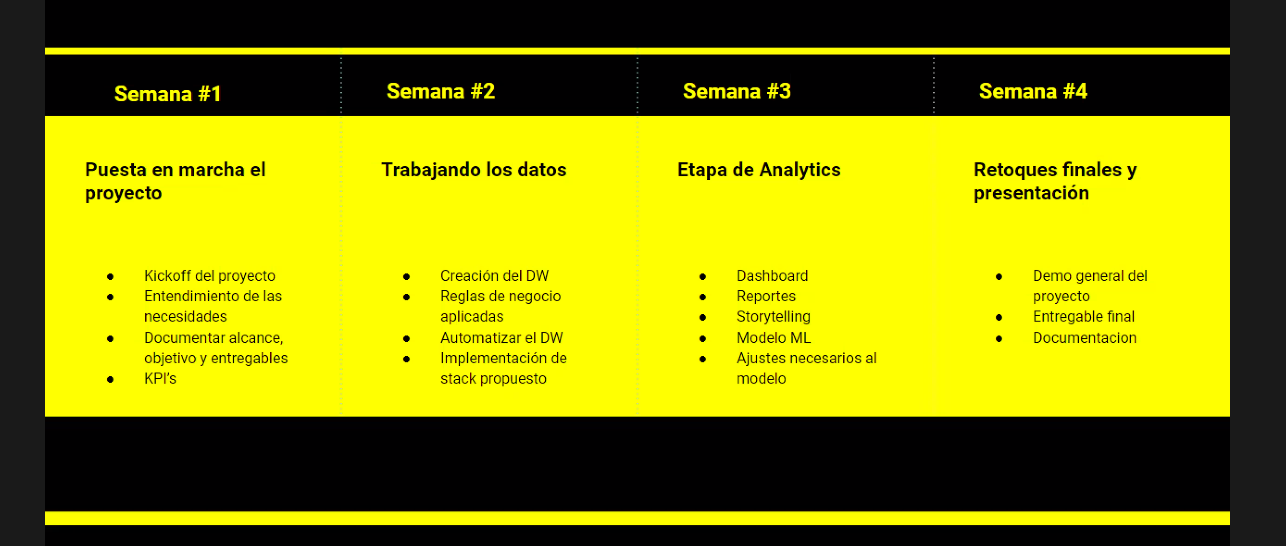 Semana #1
Semana #2
Semana #3
Semana #4
Puesta en marcha el
proyecto
● Kickoff del proyecto
● Entendimiento de las
necesidades
● Documentar alcance,
objetivo y entregables
● KPI’s
Trabajando los datos
● Creación del DW
● Reglas de negocio
aplicadas
● Automatizar el DW
● Implementación de
stack propuesto
Etapa de Analytics
● Dashboard
● Reportes
● Storytelling
● Modelo ML
● Ajustes necesarios al
modelo
Retoques finales y
presentación
● Demo general del
proyecto
● Entregable final
● Documentacion